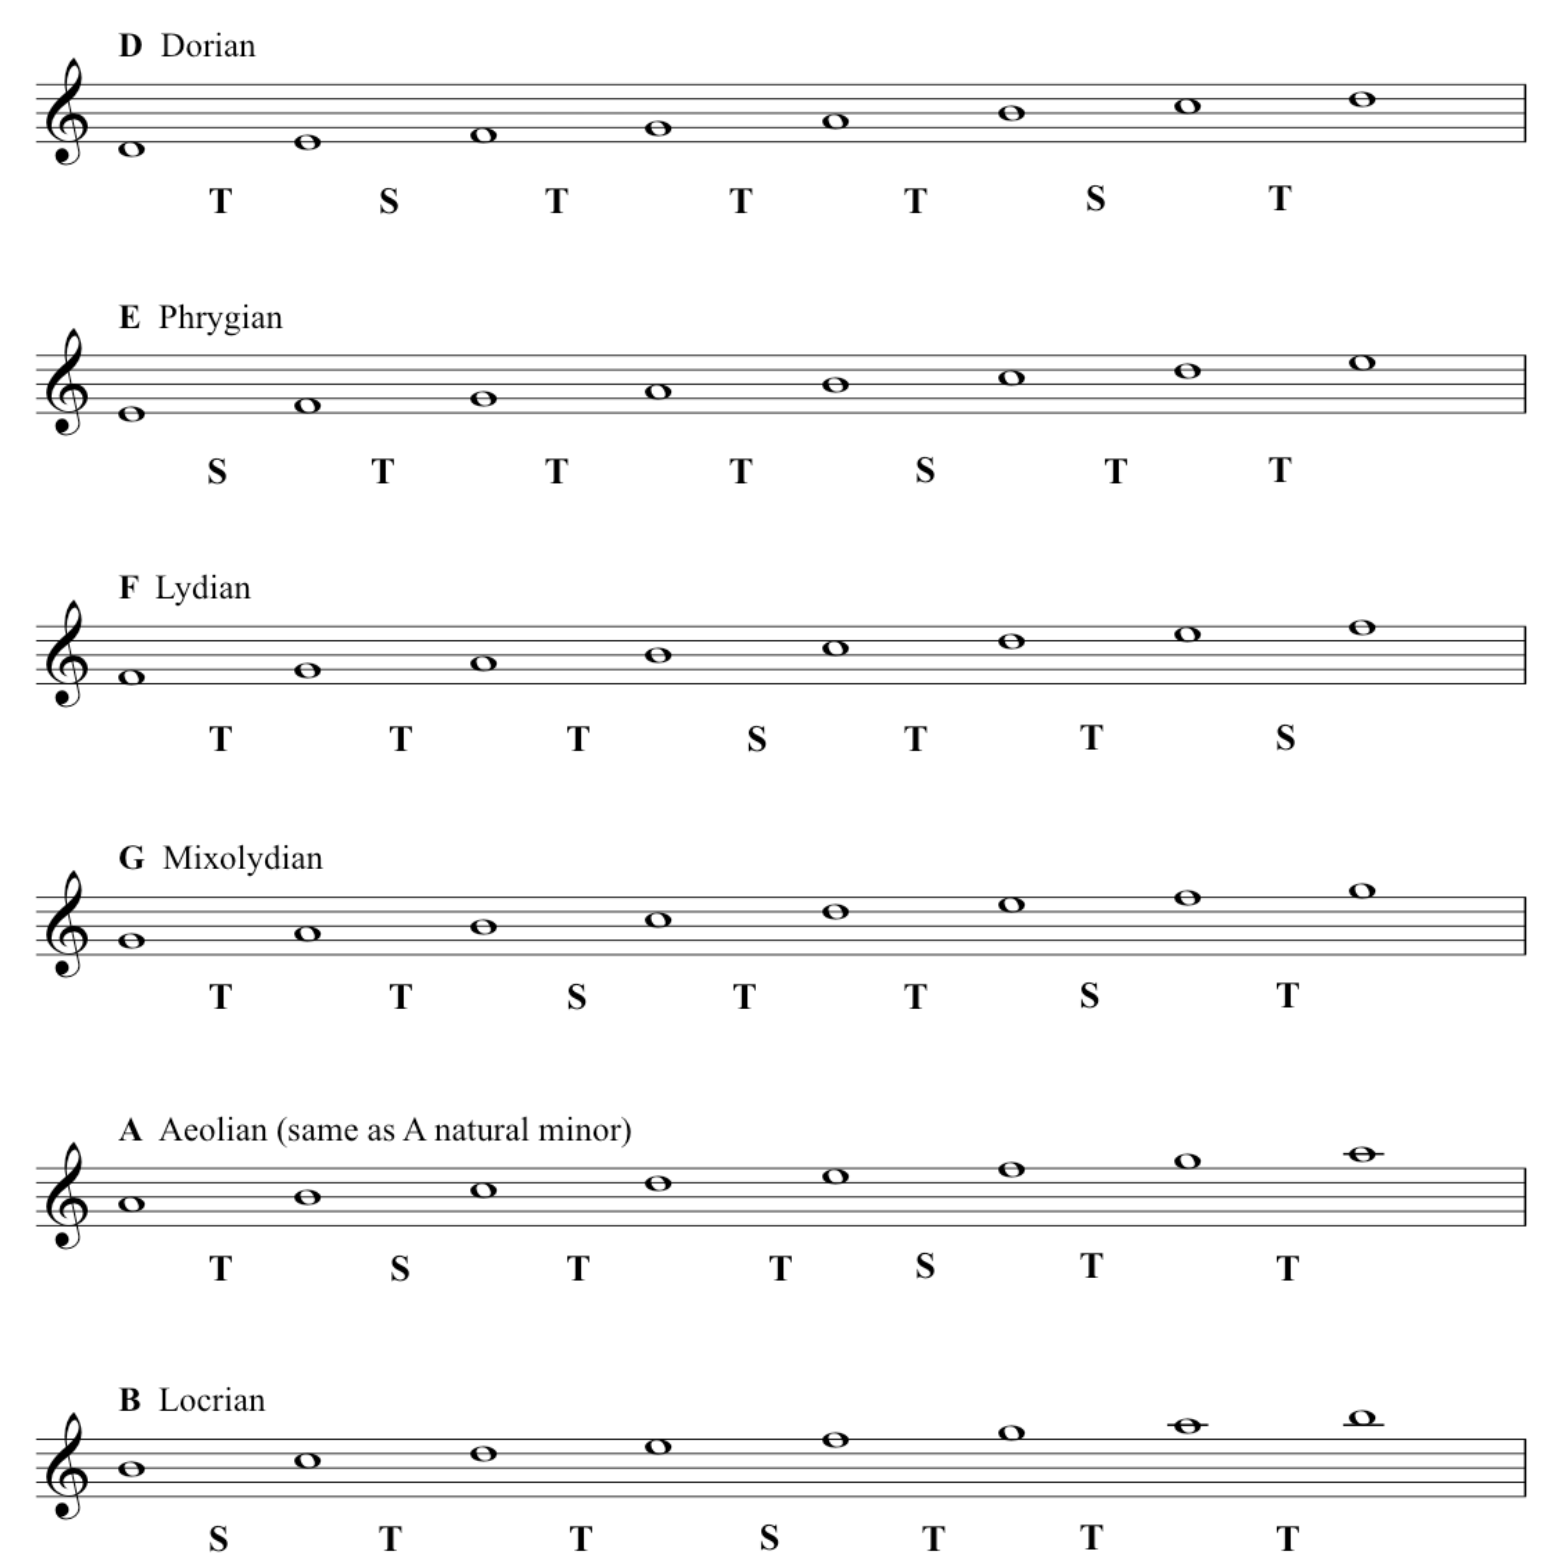 D Dorian
T S T T T S T
E Phrygian
S T T T S T T
F Lydian
T T T S T T S
G Mixolydian
T T S T T S T
A Aeolian (same as A natural minor)
T S T T S T T
B Locrian
S T T S T T T